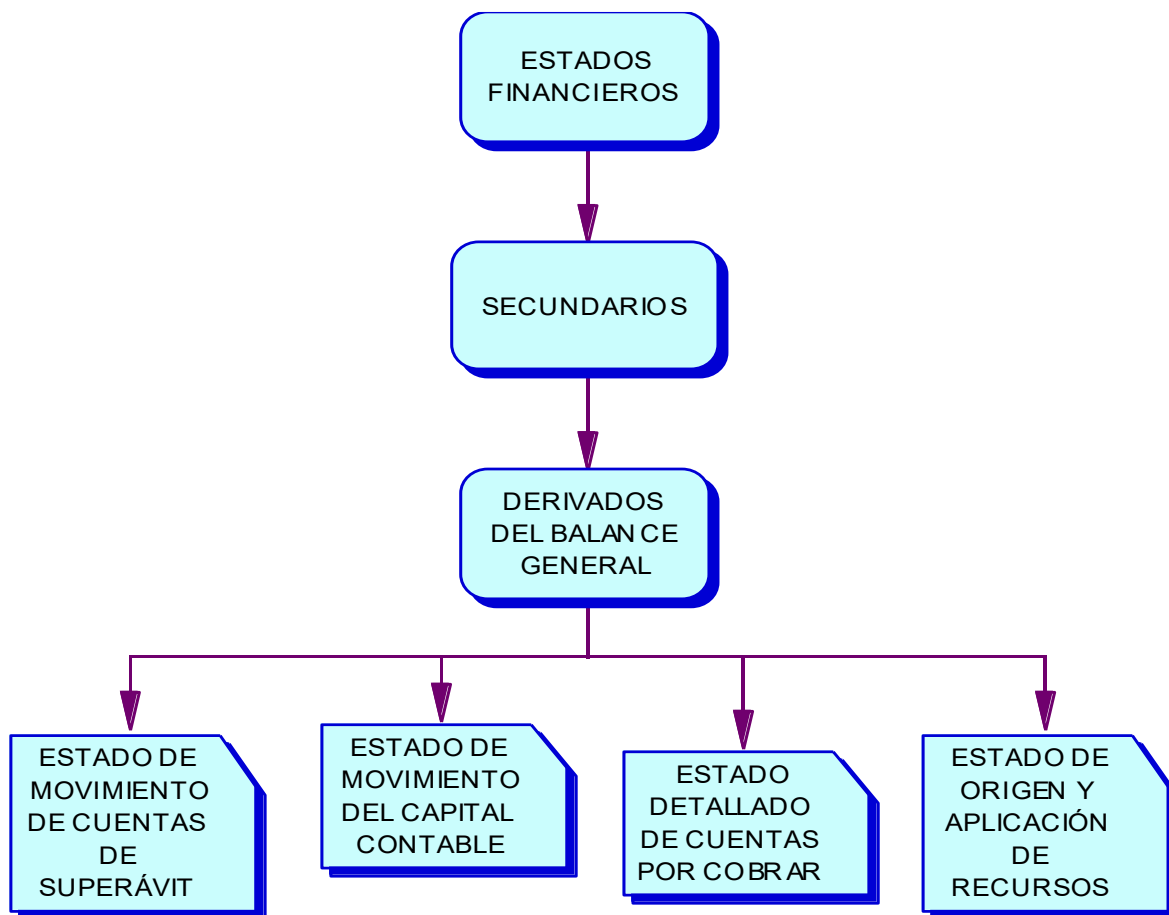 ESTADOS
FINANCIEROS
SECUNDARIOS
DERIVADOS
DEL BALANCE
GENERAL
ESTADO DE
MOVIMIENTO
DE CUENTAS
DE
SUPERÁVIT
ESTADO DE
MOVIMIENTO
DEL CAPITAL
CONTABLE
ESTADO
DETALLADO
DE CUENTAS
POR COBRAR
ESTADO DE
ORIGEN Y
APLICACIÓN
DE
RECURSOS